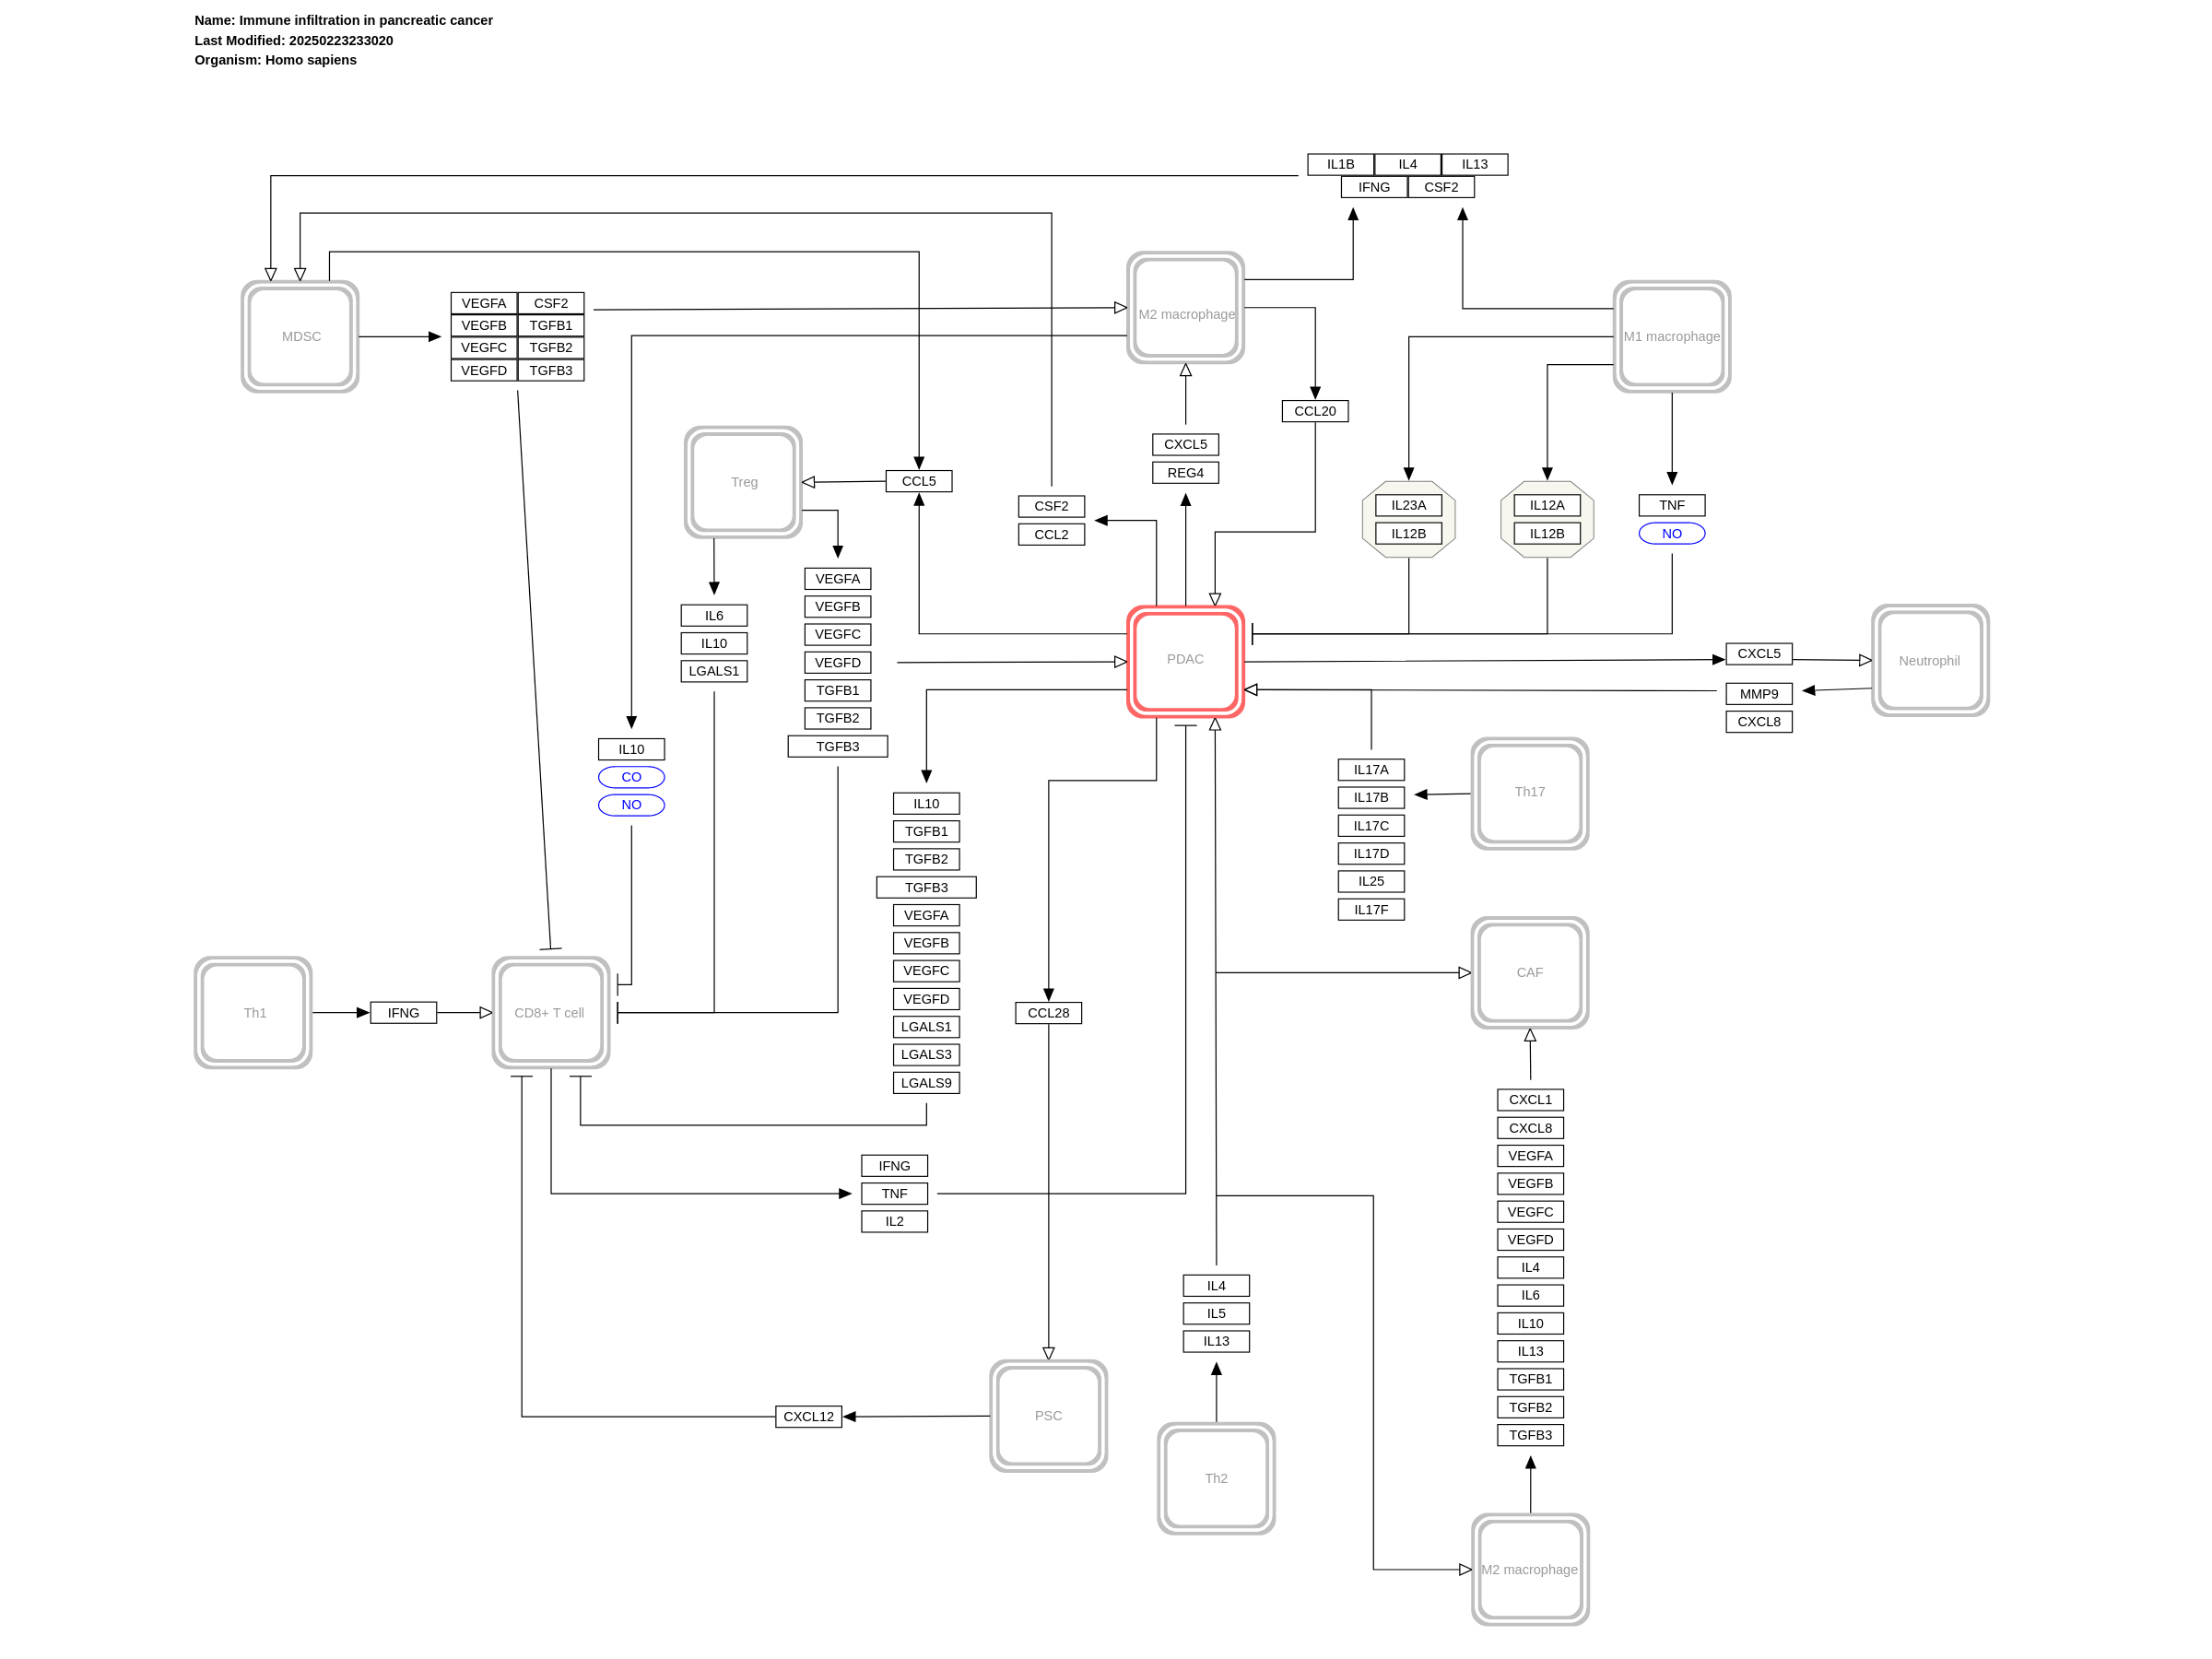 Name: Immune infiltration in pancreatic cancer
Last Modified: 20250223233020
Organism: Homo sapiens
IL1B IL4 IL13
IFNG CSF2
MDSC
VEGFA CSF2
VEGFB TGFB1
VEGFC TGFB2
VEGFD TGFB3
M2 macrophage
M1 macrophage
CCL20
CXCL5
REG4
Treg
CCL5
CSF2
CCL2
IL23A
IL12B
IL12A
IL12B
TNF
NO
IL6
IL10
LGALS1
VEGFA
VEGFB
VEGFC
VEGFD
TGFB1
TGFB2
TGFB3
PDAC
CXCL5
MMP9
CXCL8
Neutrophil
IL10
CO
NO
IL10
TGFB1
TGFB2
TGFB3
VEGFA
VEGFB
VEGFC
VEGFD
LGALS1
LGALS3
LGALS9
IL17A
IL17B
IL17C
IL17D
IL25
IL17F
Th17
CAF
Th1
IFNG
CD8+ T cell
CCL28
IFNG
TNF
IL2
CXCL1
CXCL8
VEGFA
VEGFB
VEGFC
VEGFD
IL4
IL6
IL10
IL13
TGFB1
TGFB2
TGFB3
IL4
IL5
IL13
CXCL12
PSC
Th2
M2 macrophage